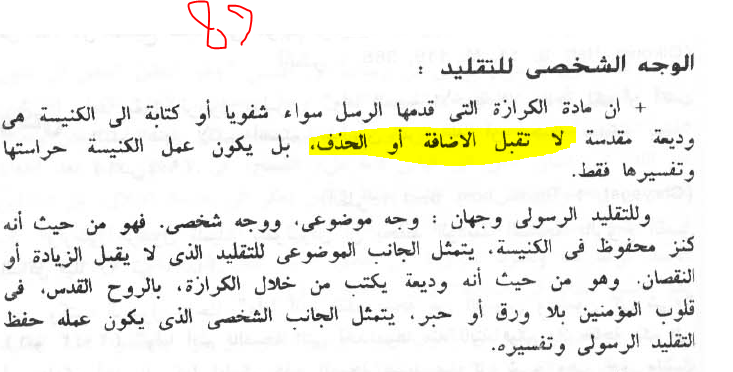 89
الوجه الشخصى للتقليد :
+ ان مادة الكرازة التى قدمها الرسل سواء شفويا أو كتابة الى الكنيسة هى
وديعة مقدسة لا تقبل الاضافة أو الحذف، بل يكون عمل الكنيسة حراستها
وتفسيرها فقط.
وللتقليد الرسولى وجهان : وجه موضوعى، ووجه شخصى. فهو من حيث أنه
كنز محفوظ فى الكنيسة، يتمثل الجانب الموضوعى للتقليد الذى لا يقبل الزيادة أو
النقصان. وهو من حيث أنه وديعة يكتب من خلال الكرازة، بالروح القدس، فى
قلوب المؤمنين بلا ورق أو حبر، يتمثل الجانب الشخصى الذى يكون عمله حفظ
التقليد الرسولى وتفسيره.